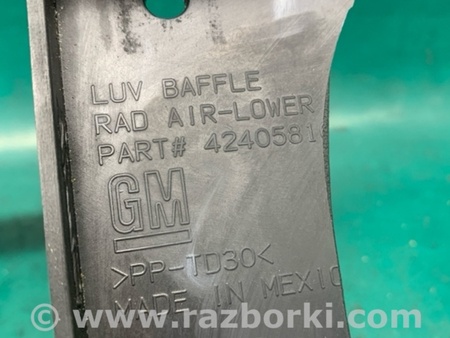 LUV BAFFLE
RAD AIR-LOWER
PART# 4240581
GM
>PP-TD30<
MADE IN MEXIC
www.razborki.com